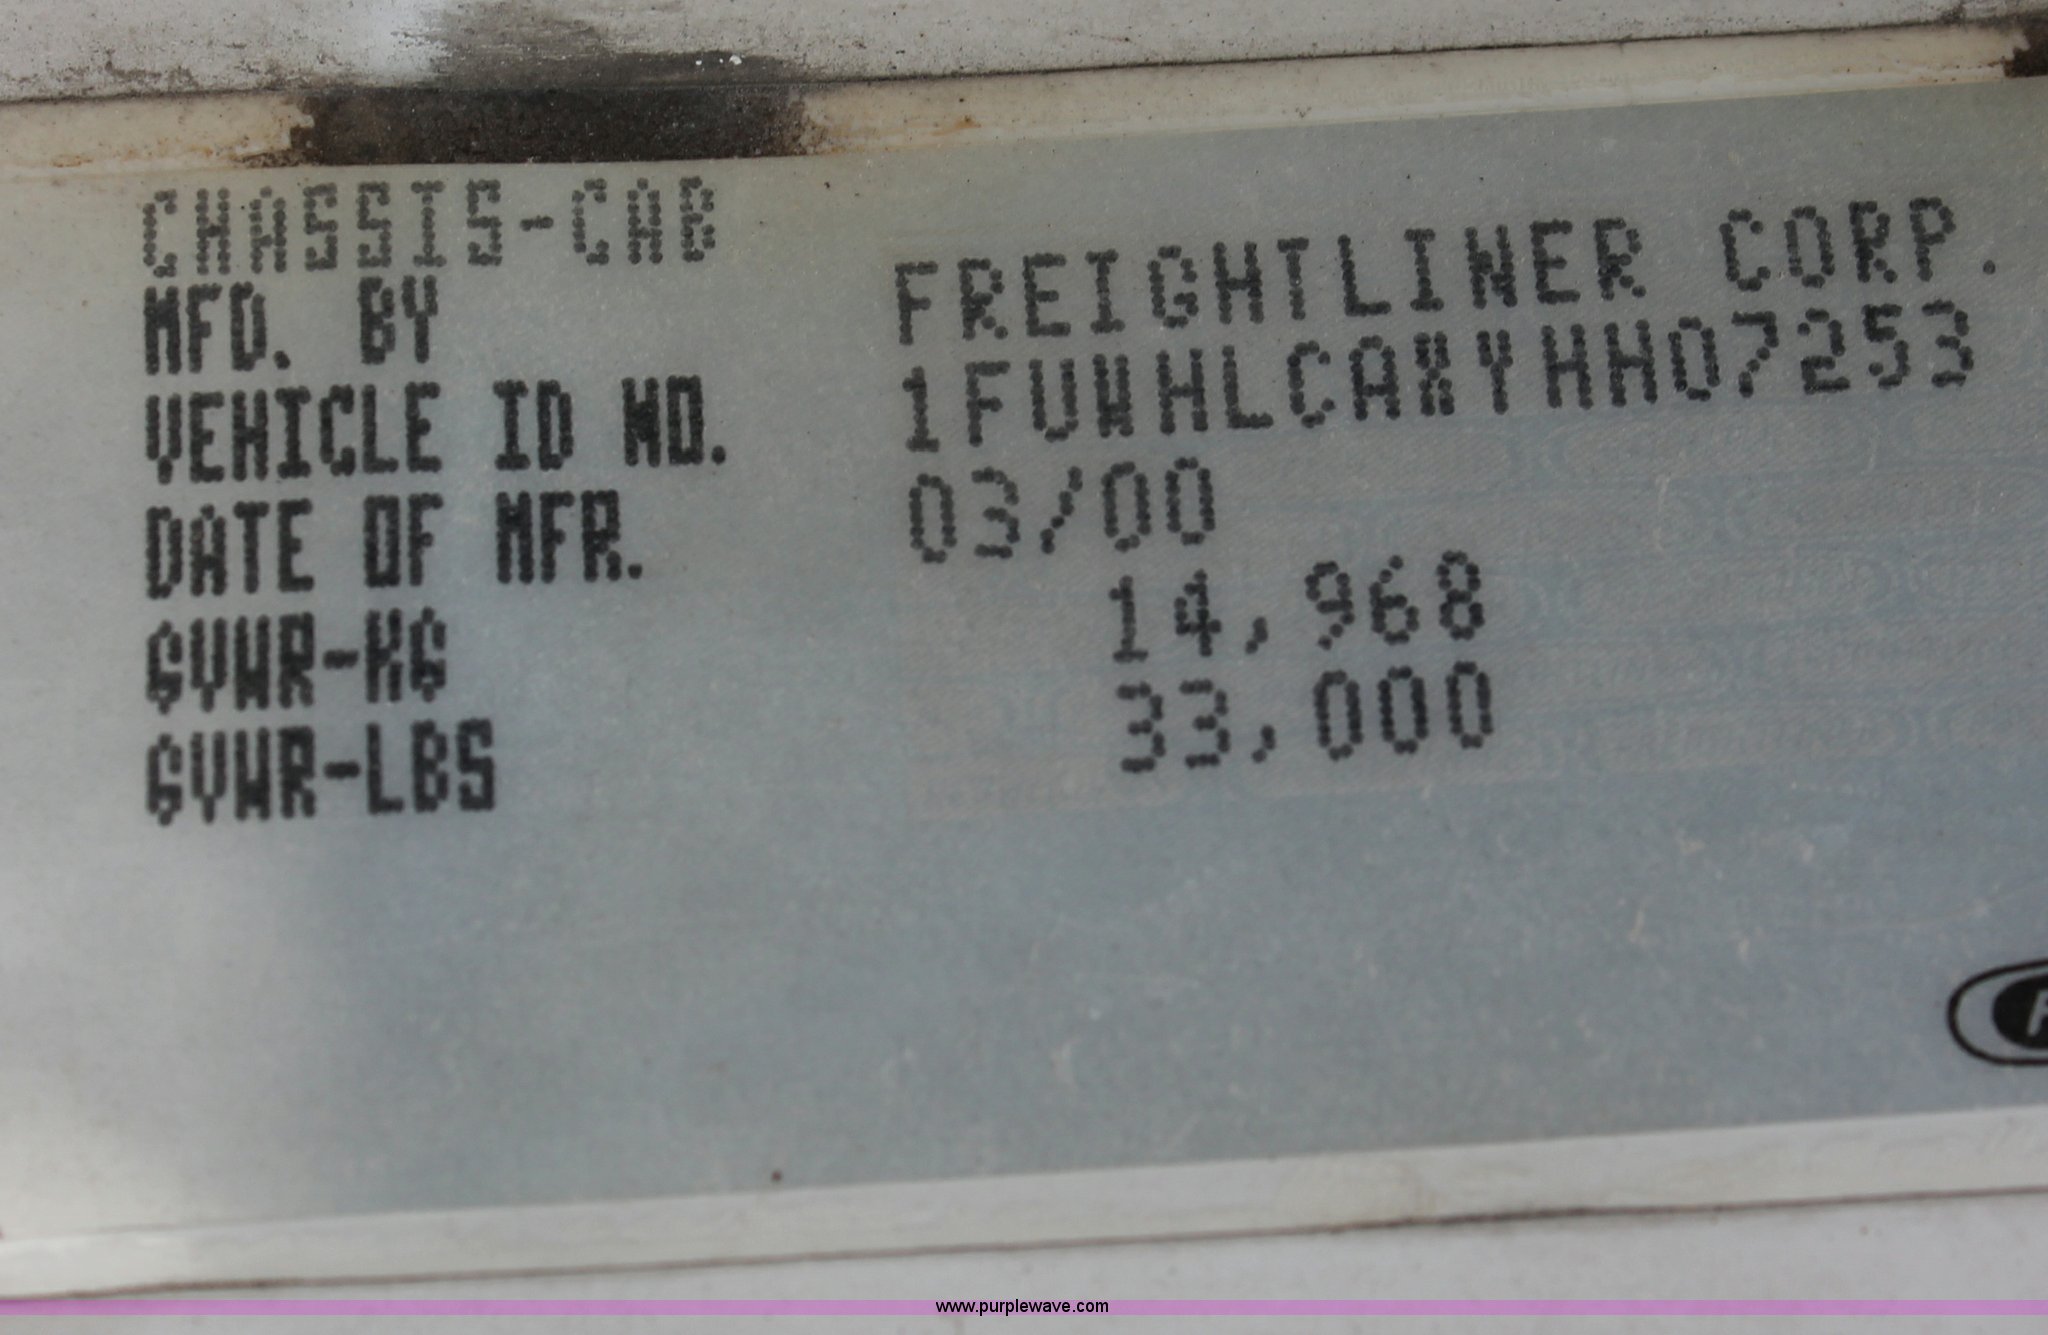 CHASSIS-CAB
MFD. BY FREIGHTLINER CORP.
VEHICLE ID NO. 1FUWHLCAXYHH07253
DATE OF MFR. 03/00
GVWR-KG 14,968
GVWR-LBS 33,000
www.purplewave.com